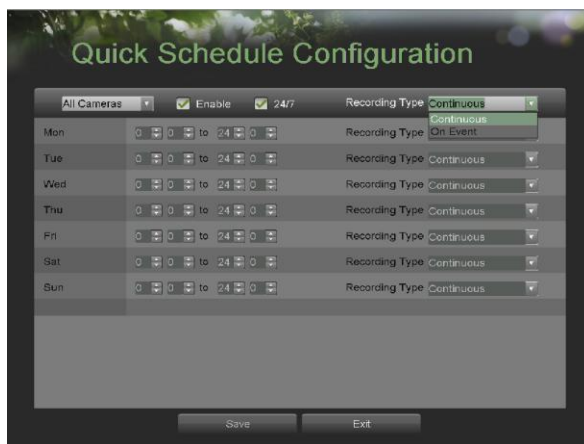 Quick Schedule Configuration
All Cameras Enable 24/7 Recording Type Continuous
Continuous
Mon 0 0 to 24 0 Recording Type On Event
Tue 0 0 to 24 0 Recording Type Continuous
Wed 0 0 to 24 0 Recording Type Continuous
Thu 0 0 to 24 0 Recording Type Continuous
Fri 0 0 to 24 0 Recording Type Continuous
Sat 0 0 to 24 0 Recording Type Continuous
Sun 0 0 to 24 0 Recording Type Continuous
Save Exit